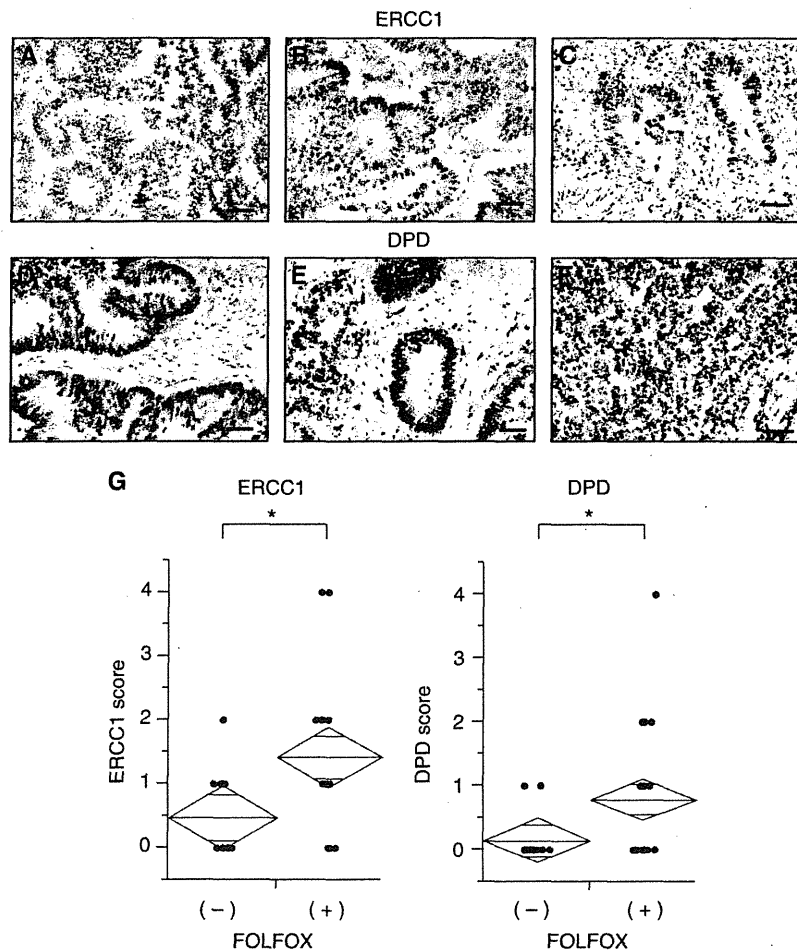 ERCC1
A B C
DPD
D E F
G
ERCC1 DPD
* *
ERCC1 score
4
3
2
1
0
DPD score
4
3
2
1
0
(−) (+) (−) (+)
FOLFOX FOLFOX